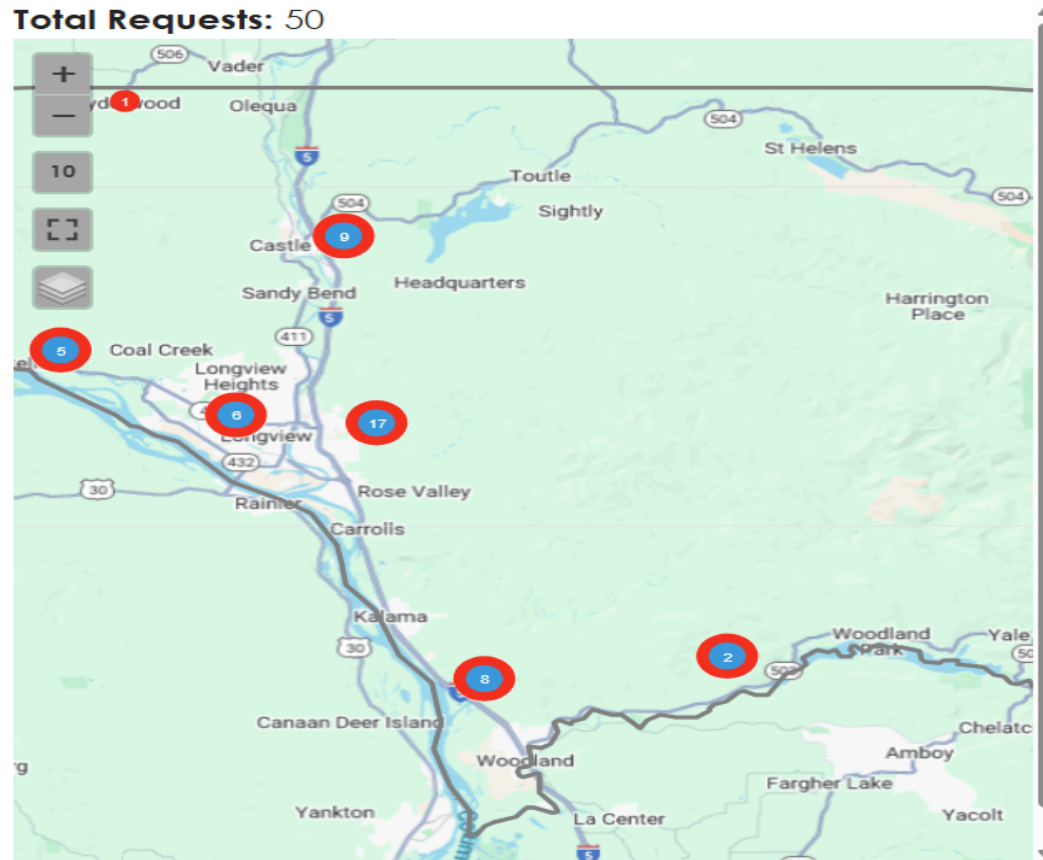 Total Requests: 50
506
Vader
+
1
wood
Olequa
−
504
5
St Helens
10
Toutle
504
504
Sightly
9
Castle
Headquarters
Sandy Bend
Harrington
Place
5
411
5
Coal Creek
Longview
Heights
6
17
Longview
432
30
Rose Valley
Rainier
Carrolls
Kalama
Woodland
Park
Yale
30
2
503
8
Canaan Deer Island
Chelatc
Woodland
Amboy
Fargher Lake
Yankton
La Center
Yacolt
5